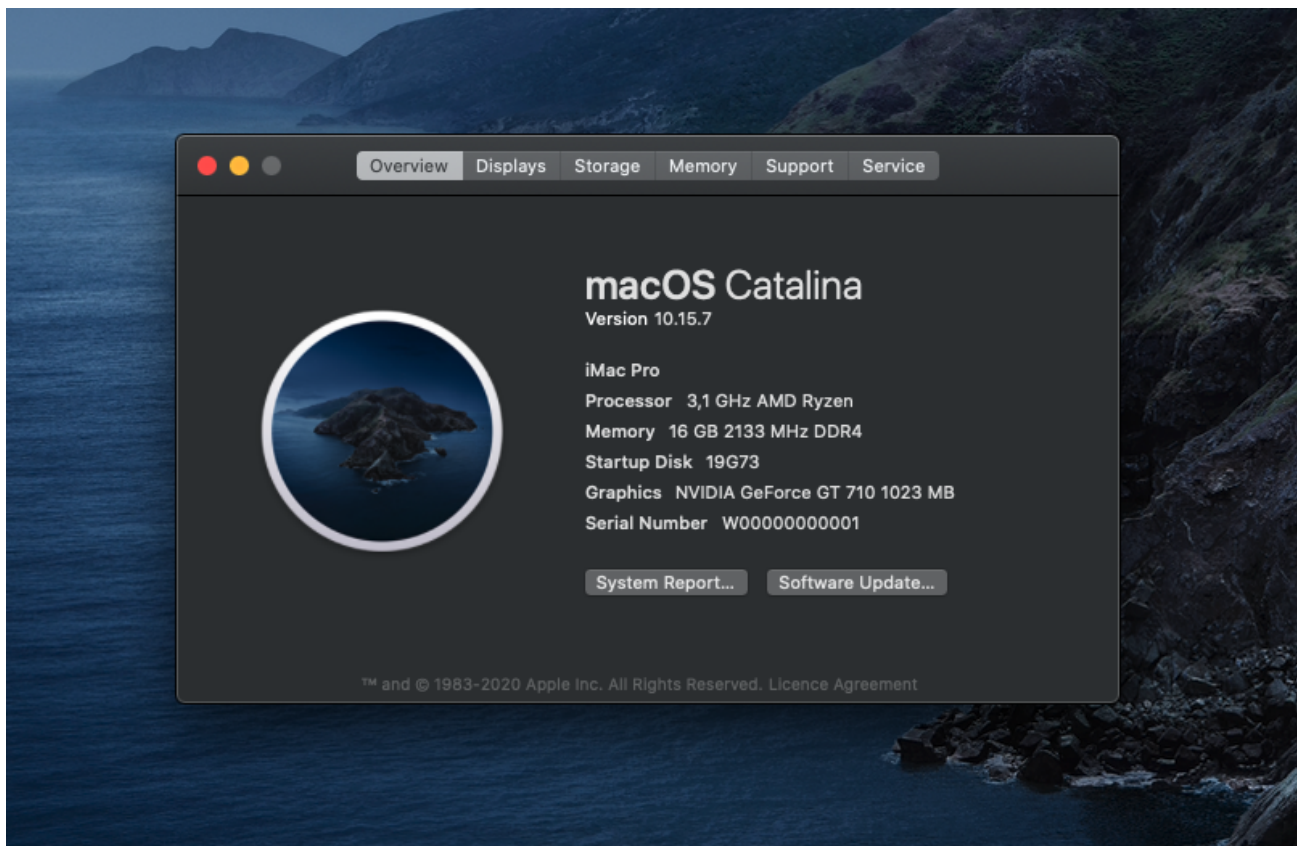 Overview Displays Storage Memory Support Service
macOS Catalina
Version 10.15.7
iMac Pro
Processor 3,1 GHz AMD Ryzen
Memory 16 GB 2133 MHz DDR4
Startup Disk 19G73
Graphics NVIDIA GeForce GT 710 1023 MB
Serial Number W00000000001
System Report... Software Update...
™ and © 1983-2020 Apple Inc. All Rights Reserved. Licence Agreement